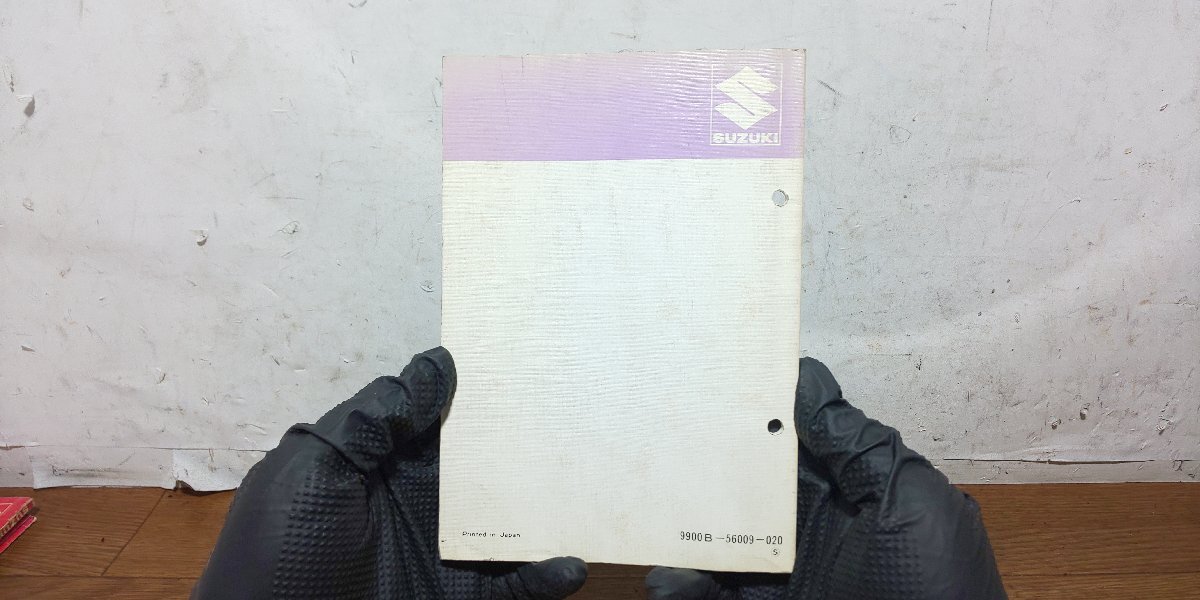 SUZUKI
Printed in Japan
9900B-56009-020
S